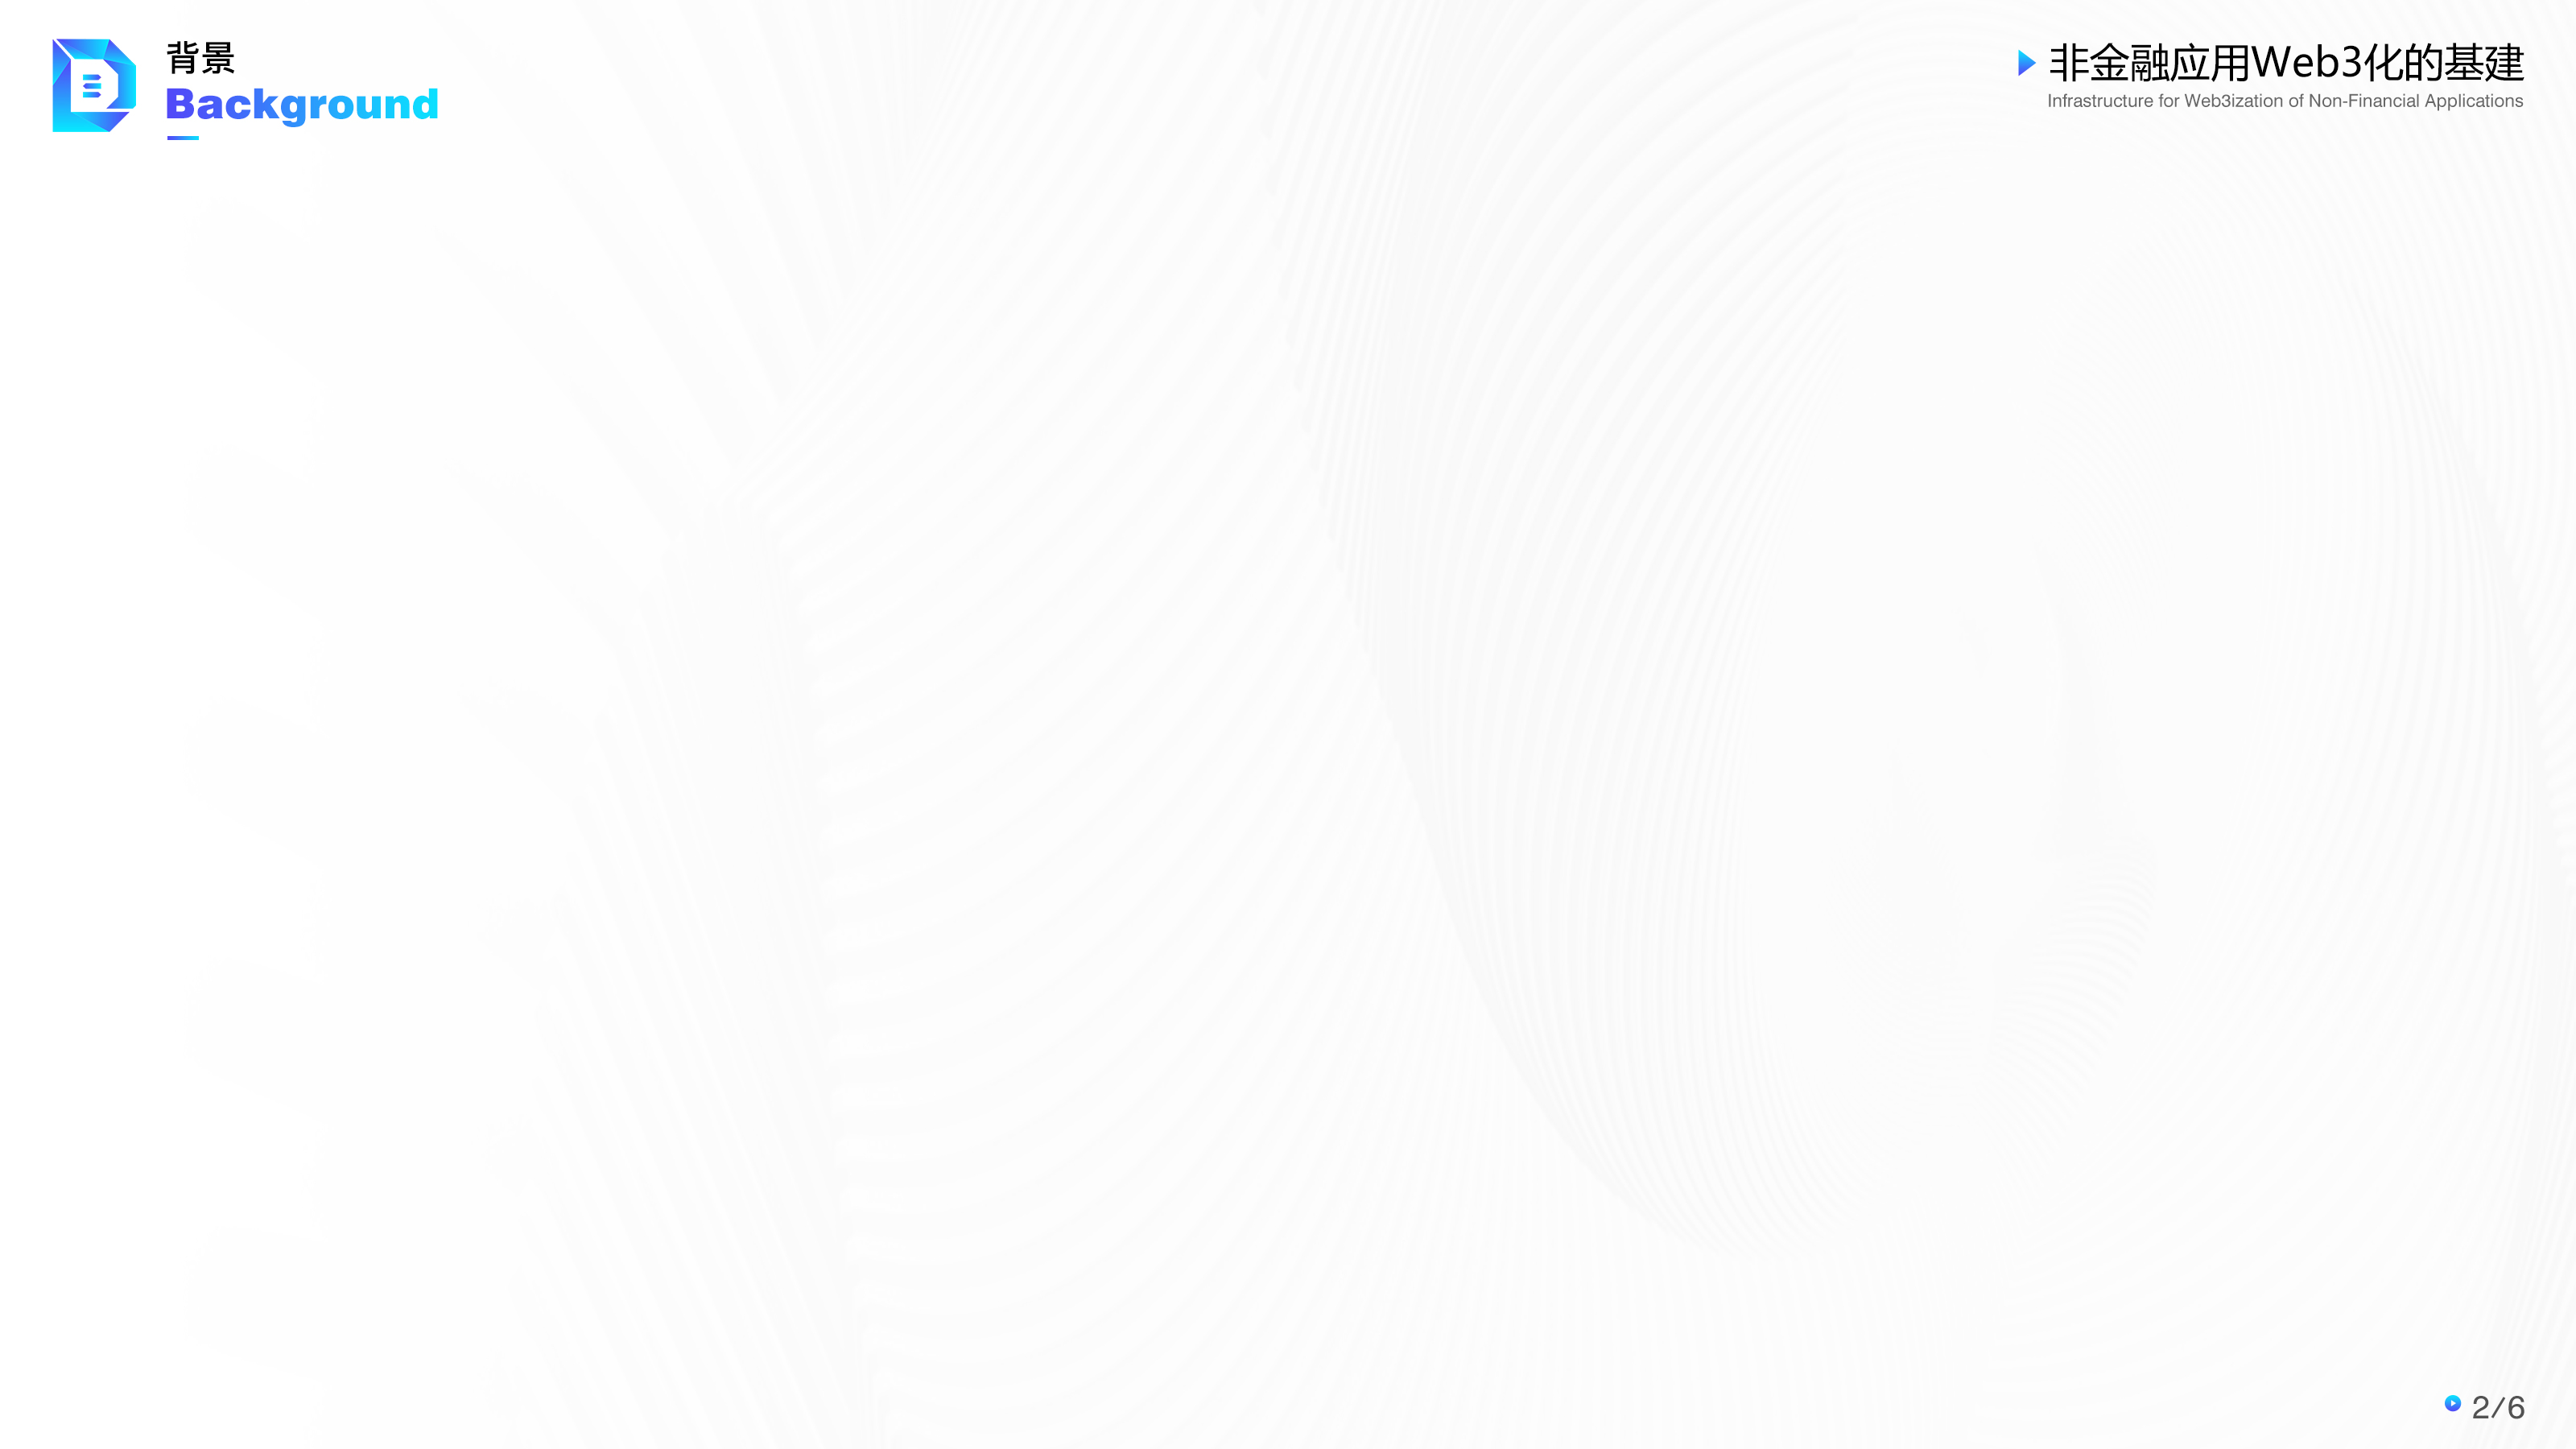 背景
Background
非金融应用Web3化的基建
Infrastructure for Web3ization of Non-Financial Applications
2/6